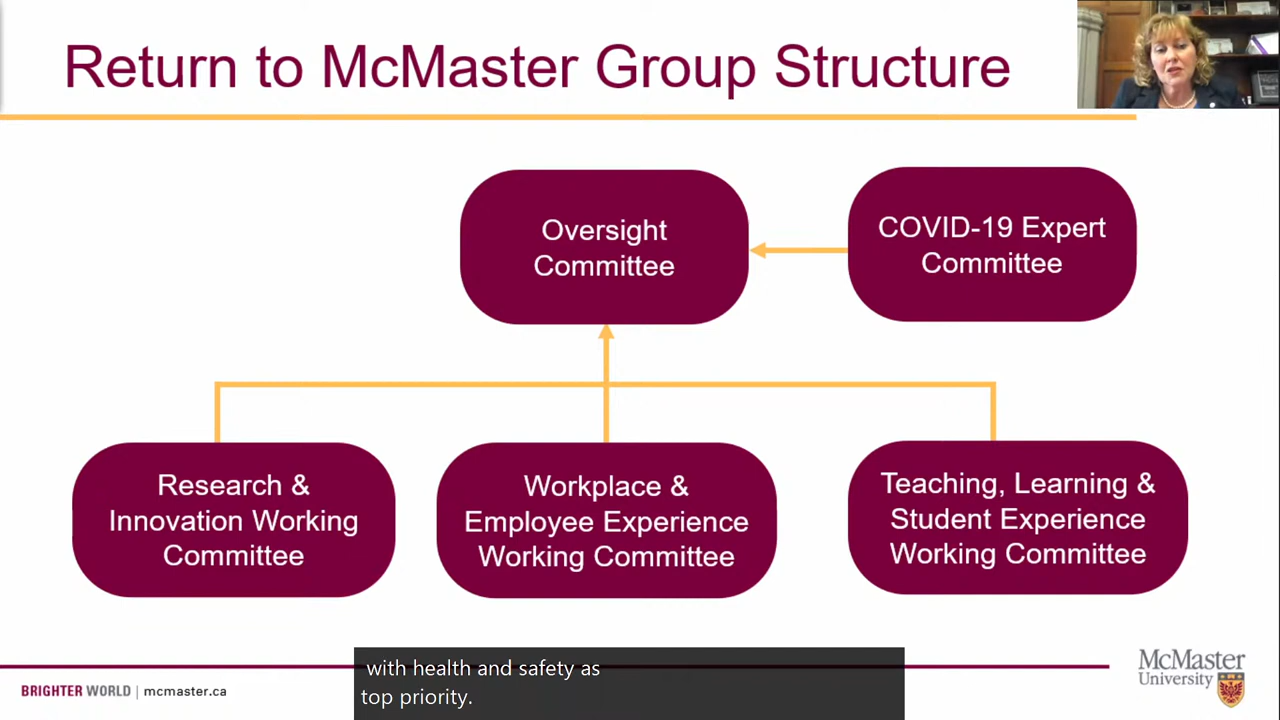 Return to McMaster Group Structure
Oversight
Committee
COVID-19 Expert
Committee
Research &
Innovation Working
Committee
Workplace &
Employee Experience
Working Committee
Teaching, Learning &
Student Experience
Working Committee
with health and safety as
top priority.
BRIGHTER WORLD | mcmaster.ca
McMaster
University